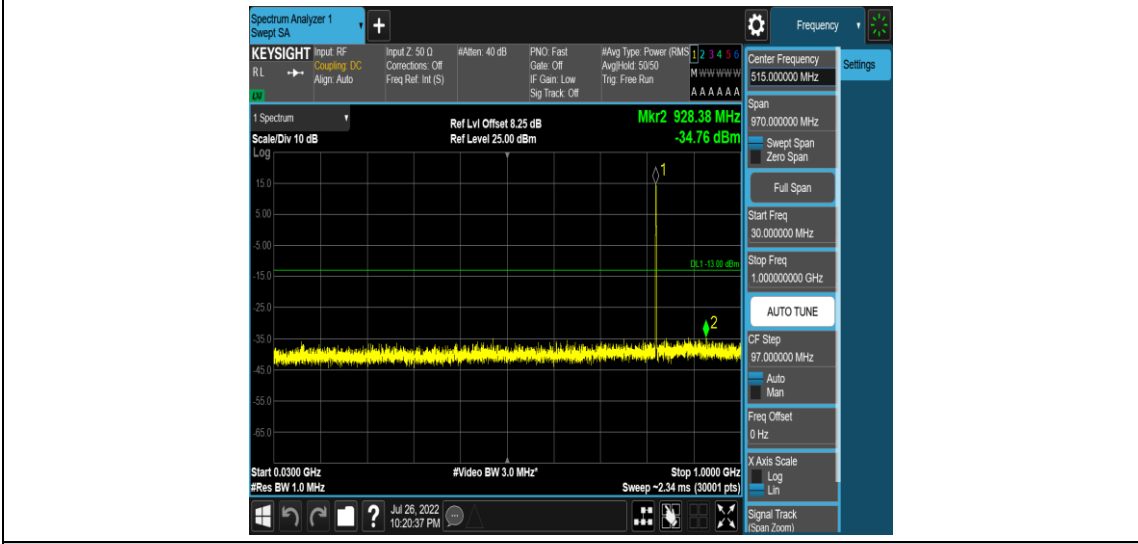 Spectrum Analyzer 1
Swept SA
+
Frequency
KEYSIGHT
RL
LXI
Input: RF
Coupling: DC
Align: Auto
Input Z: 50 Ω
Corrections: Off
Freq Ref: Int (S)
#Atten: 40 dB
PNO: Fast
Gate: Off
IF Gain: Low
Sig Track: Off
#Avg Type: Power (RMS
Avg|Hold: 50/50
Trig: Free Run
1 2 3 4 5 6
M W W W W W
A A A A A A
1 Spectrum
Scale/Div 10 dB
Log
Ref Lvl Offset 8.25 dB
Ref Level 25.00 dBm
Mkr2 928.38 MHz
-34.76 dBm
15.0
5.00
-5.00
-15.0
-25.0
-35.0
-45.0
-55.0
-65.0
1
DL1 -13.00 dBm
2
Start 0.0300 GHz
#Res BW 1.0 MHz
#Video BW 3.0 MHz*
Stop 1.0000 GHz
Sweep ~2.34 ms (30001 pts)
Center Frequency
515.000000 MHz
Settings
Span
970.000000 MHz
Swept Span
Zero Span
Full Span
Start Freq
30.000000 MHz
Stop Freq
1.000000000 GHz
AUTO TUNE
CF Step
97.000000 MHz
Auto
Man
Freq Offset
0 Hz
X Axis Scale
Log
Lin
Signal Track
(Span Zoom)
?
Jul 26, 2022
10:20:37 PM